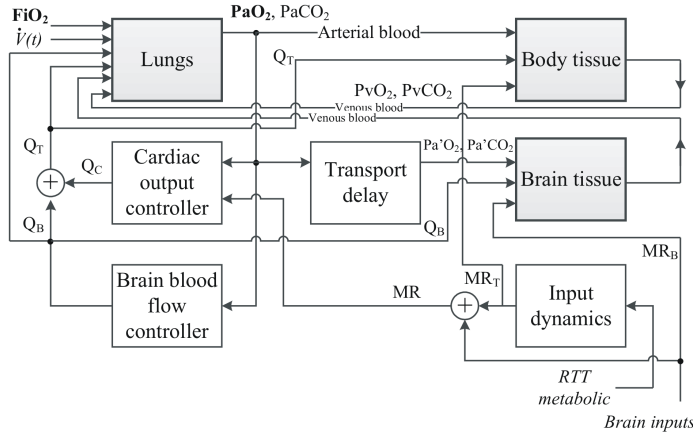 FiO2
V̇(t)
PaO2, PaCO2
Lungs
Arterial blood
QT
Body tissue
PvO2, PvCO2
Venous blood
Venous blood
QT
QC
Cardiac
output
controller
Transport
delay
Pa'O2, Pa'CO2
Brain tissue
QB
QB
MRB
Brain blood
flow
controller
MR
MRT
Input
dynamics
RTT
metabolic
Brain inputs